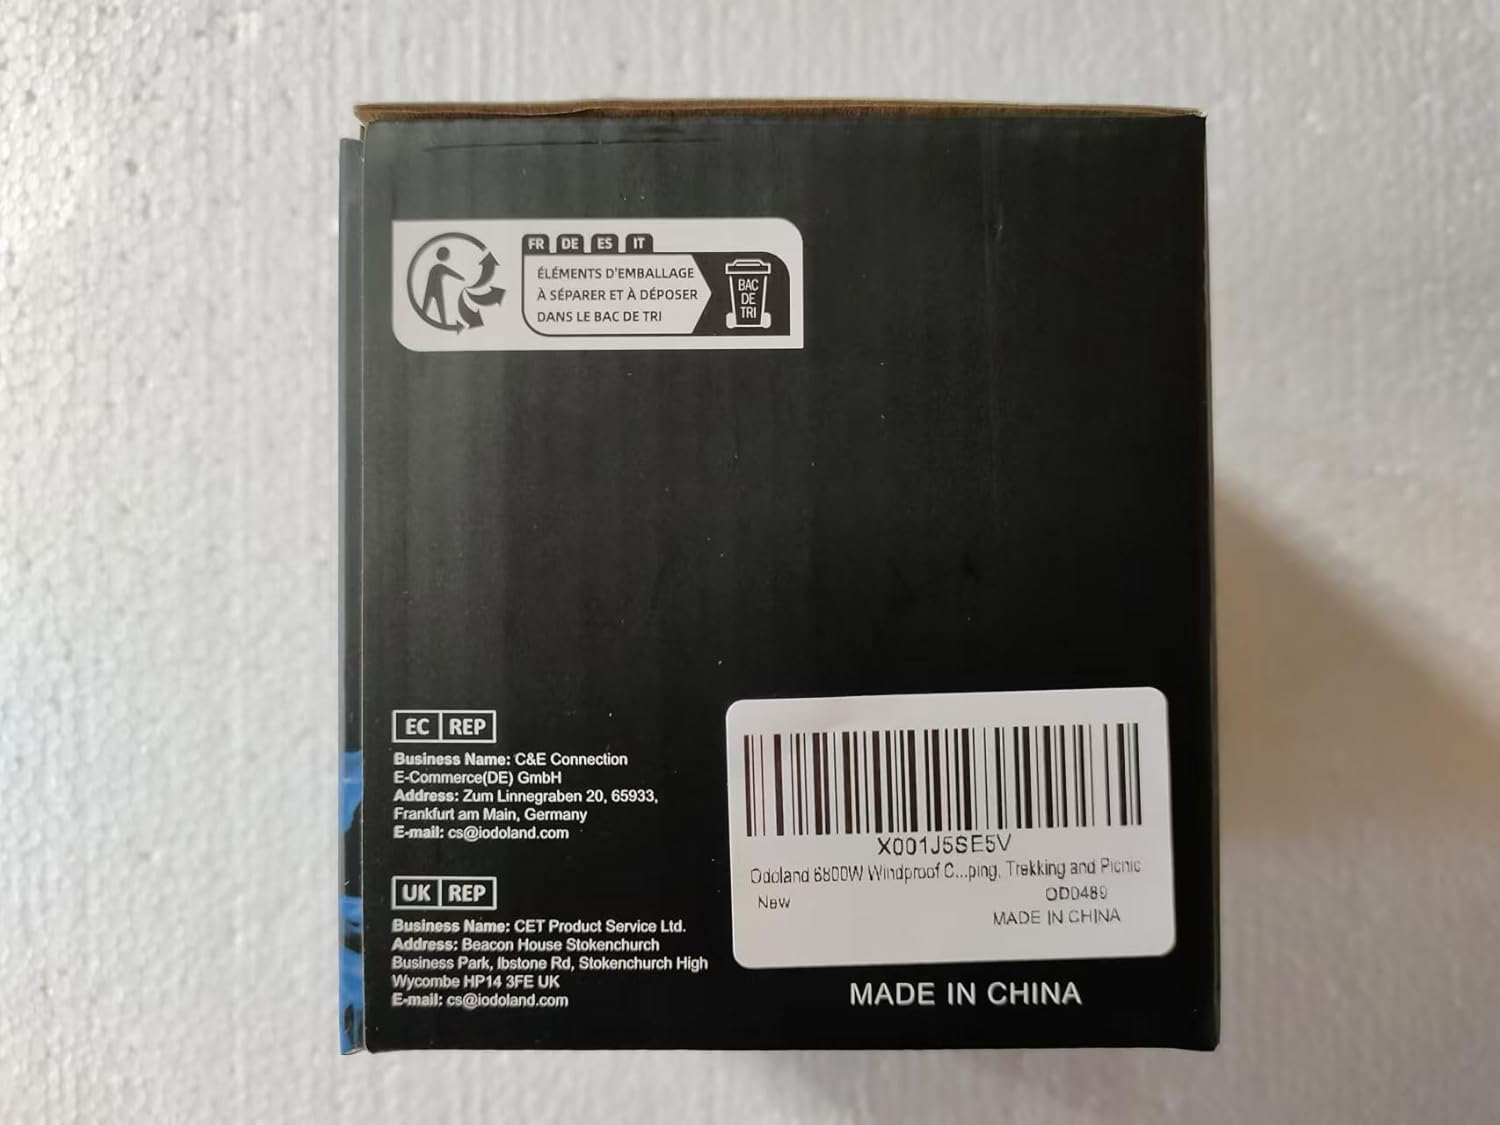 FR DE ES IT
ÉLÉMENTS D'EMBALLAGE
À SÉPARER ET À DÉPOSER
DANS LE BAC DE TRI
BAC
DE
TRI
EC REP
Business Name: C&E Connection
E-Commerce(DE) GmbH
Address: Zum Linnegraben 20, 65933,
Frankfurt am Main, Germany
E-mail: cs@iodoland.com
UK REP
Business Name: CET Product Service Ltd.
Address: Beacon House Stokenchurch
Business Park, Ibstone Rd, Stokenchurch High
Wycombe HP14 3FE UK
E-mail: cs@iodoland.com
X001J5SE5V
Odoland 6800W Windproof C...ping, Trekking and Picnic
New
OD0489
MADE IN CHINA
MADE IN CHINA